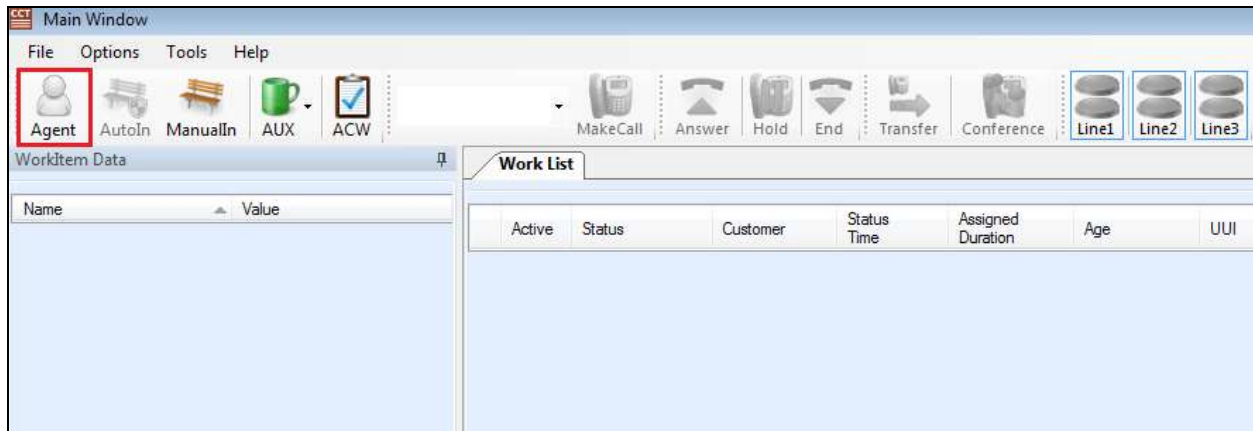 CCT Main Window
File Options Tools Help
Agent AutoIn ManualIn AUX ACW MakeCall Answer Hold End Transfer Conference Line1 Line2 Line3
WorkItem Data
Work List
Name Value
Active Status Customer Status Time Assigned Duration Age UUI